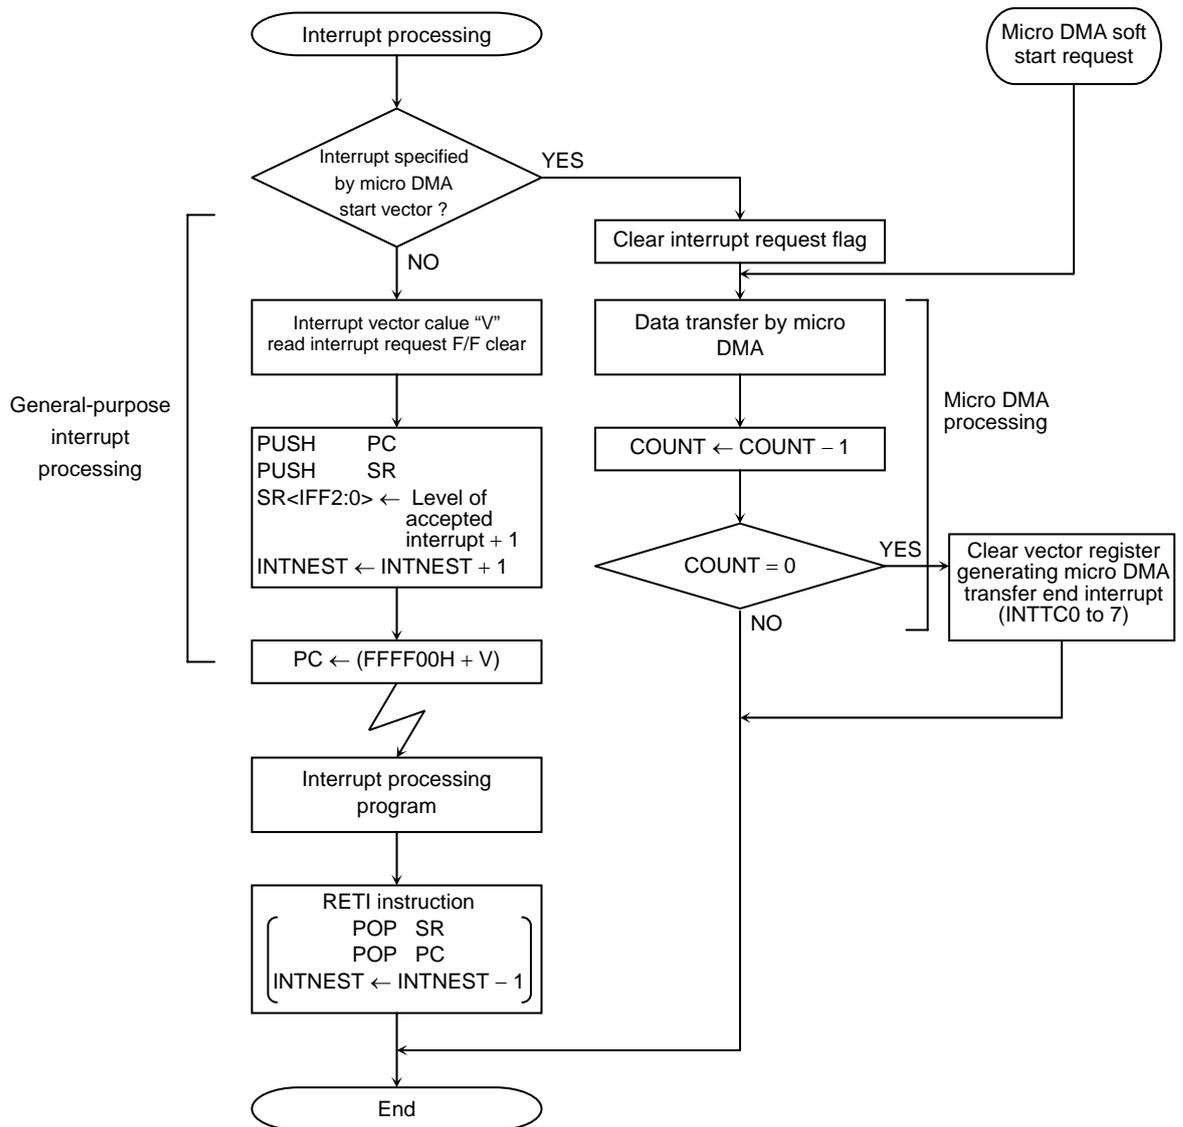 Interrupt processing
Micro DMA soft
start request
Interrupt specified
by micro DMA
start vector ?
YES
NO
Clear interrupt request flag
General-purpose
interrupt
processing
Interrupt vector calue “V”
read interrupt request F/F clear
PUSH PC
PUSH SR
SR<IFF2:0> ← Level of
accepted
interrupt + 1
INTNEST ← INTNEST + 1
PC ← (FFFF00H + V)
Interrupt processing
program
RETI instruction
POP SR
POP PC
INTNEST ← INTNEST − 1
Data transfer by micro
DMA
COUNT ← COUNT − 1
Micro DMA
processing
COUNT = 0
YES
NO
Clear vector register
generating micro DMA
transfer end interrupt
(INTTC0 to 7)
End